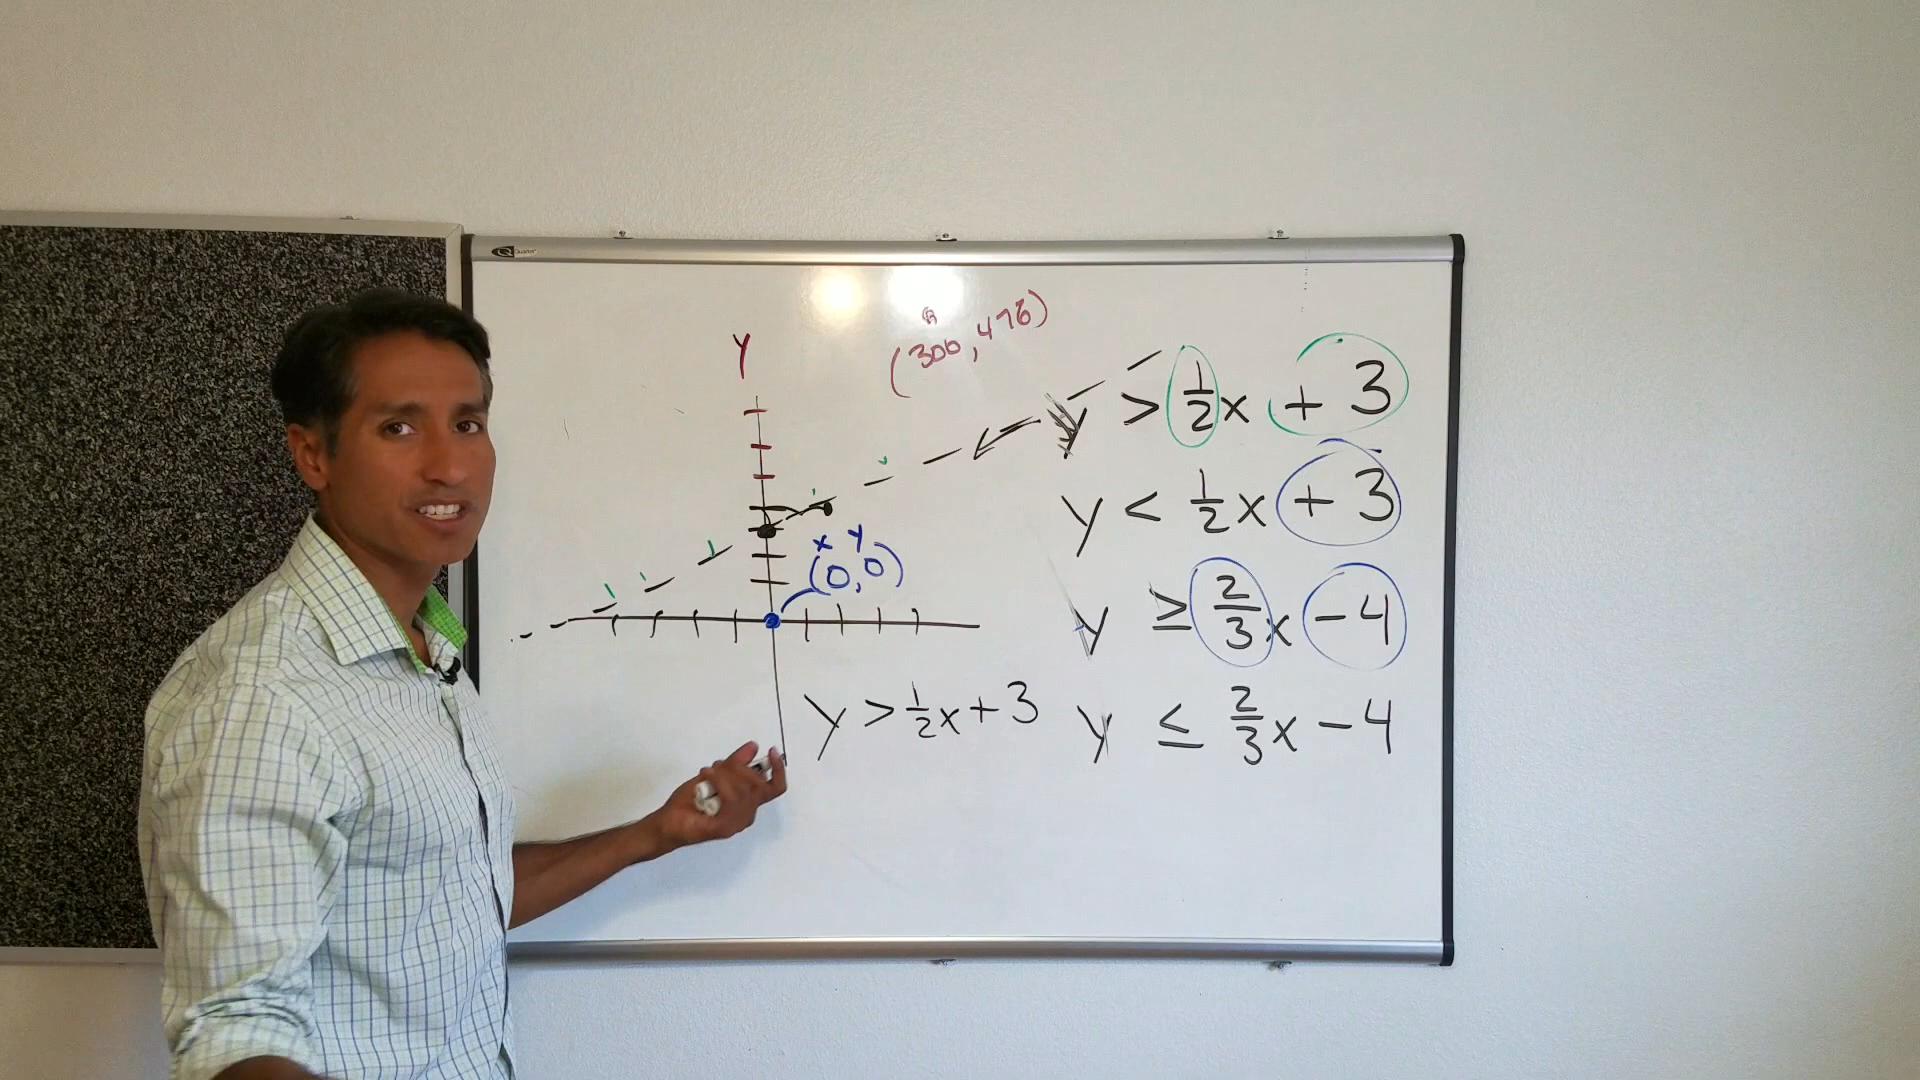 Quartet
(300, 478)
y
y > 1/2 x + 3
y < 1/2 x + 3
x y
(0, 0)
y ≥ 2/3 x - 4
y > 1/2 x + 3
y ≤ 2/3 x - 4